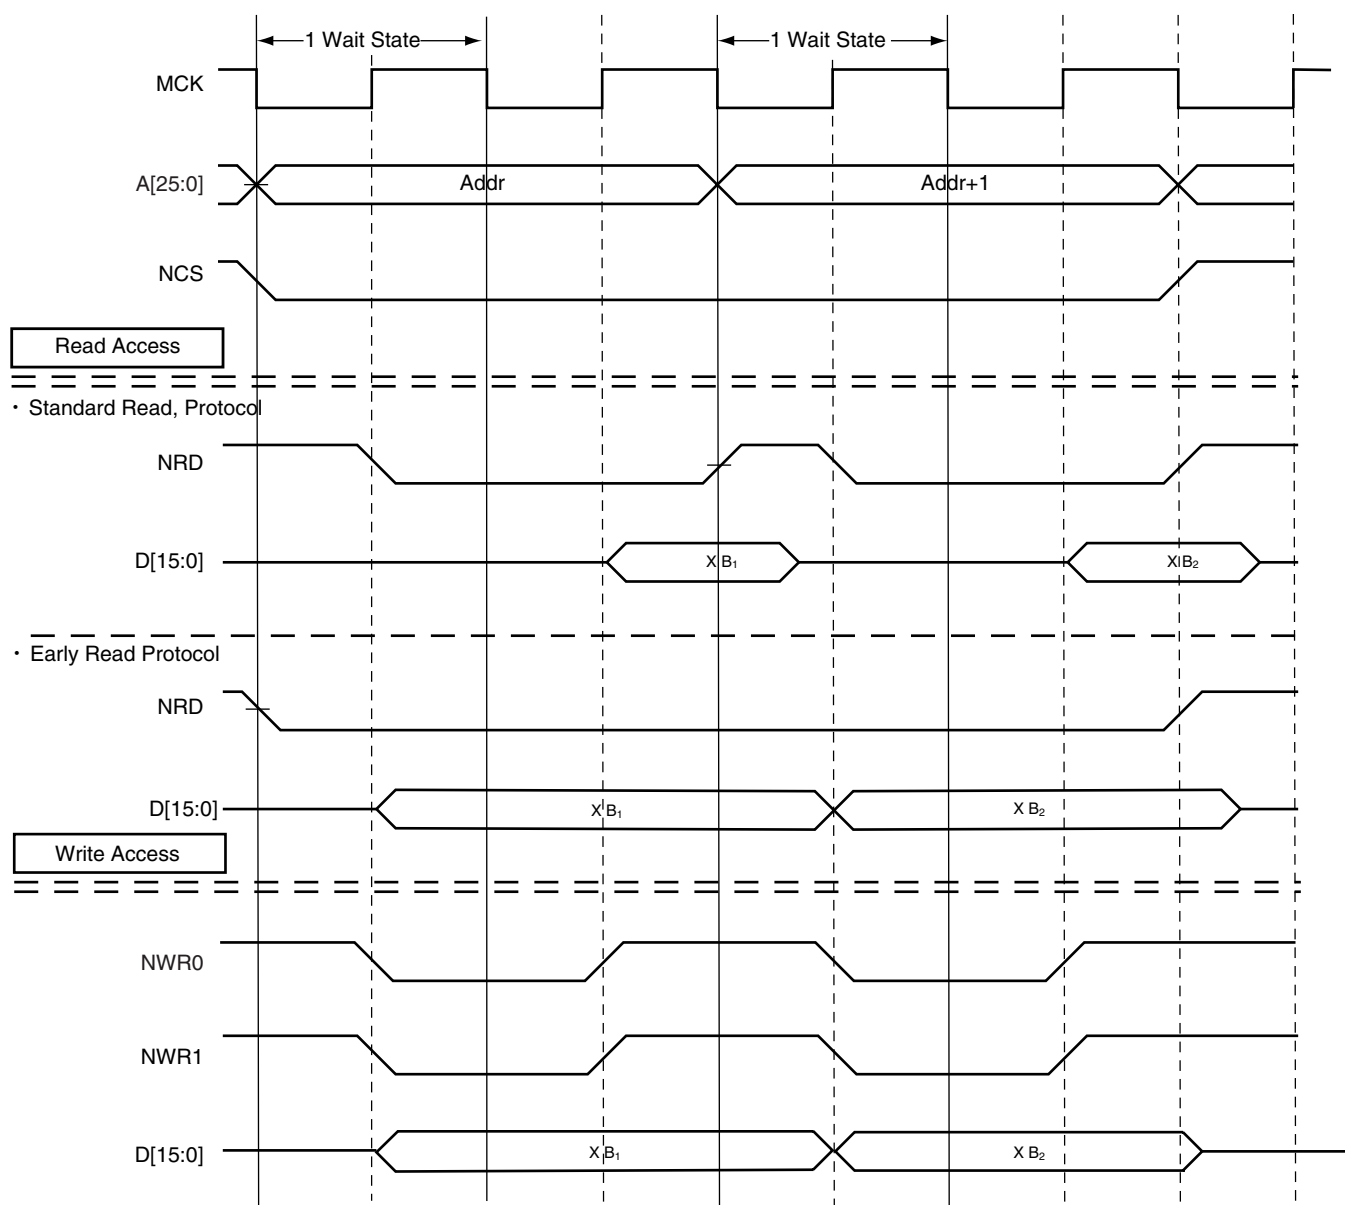 1 Wait State 1 Wait State
MCK
A[25:0] Addr Addr+1
NCS
Read Access
· Standard Read, Protocol
NRD
D[15:0] X B₁ X B₂
· Early Read Protocol
NRD
D[15:0] X B₁ X B₂
Write Access
NWR0
NWR1
D[15:0] X B₁ X B₂